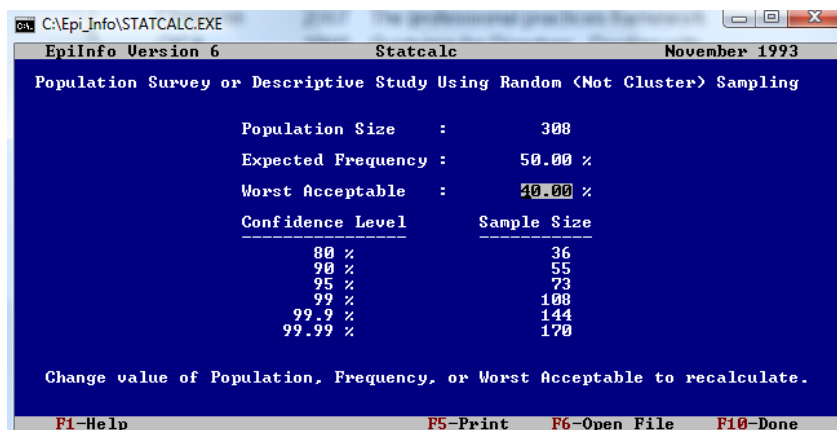 C:\Epi_Info\STATCALC.EXE
EpiInfo Version 6 Statcalc November 1993
Population Survey or Descriptive Study Using Random (Not Cluster) Sampling
Population Size : 308
Expected Frequency : 50.00 %
Worst Acceptable : 40.00 %
Confidence Level Sample Size
80 % 36
90 % 55
95 % 73
99 % 108
99.9 % 144
99.99 % 170
Change value of Population, Frequency, or Worst Acceptable to recalculate.
F1-Help F5-Print F6-Open File F10-Done